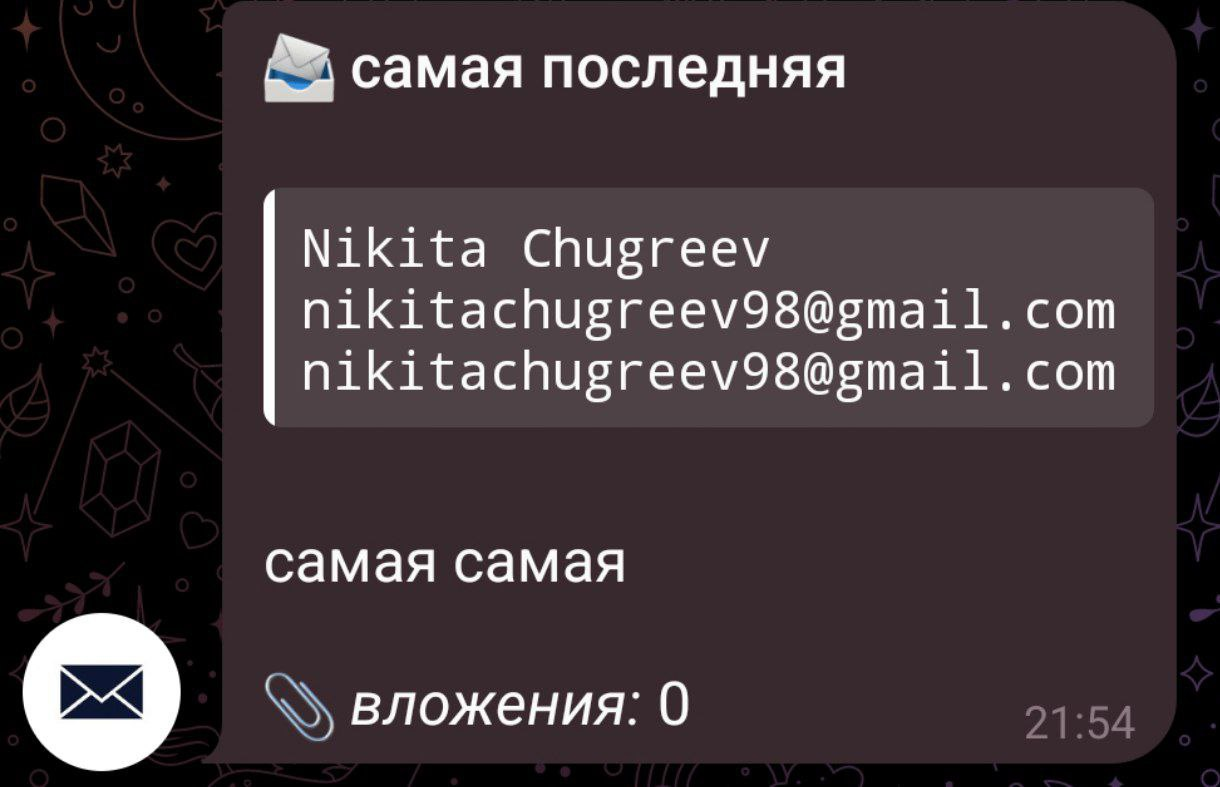 самая последняя
Nikita Chugreev
nikitachugreev98@gmail.com
nikitachugreev98@gmail.com
самая самая
вложения: 0
21:54